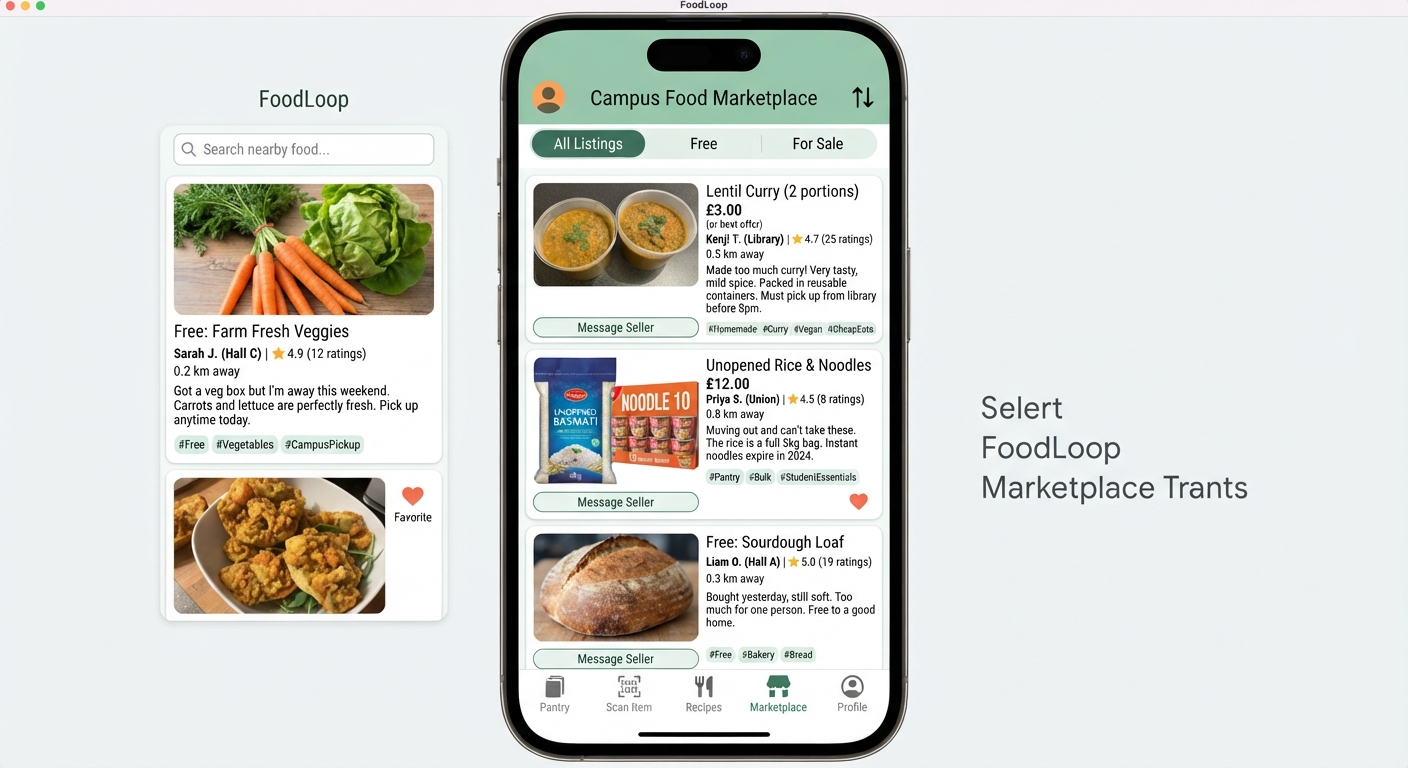 FoodLoop
FoodLoop
Search nearby food...
Free: Farm Fresh Veggies
Sarah J. (Hall C) | ⭐ 4.9 (12 ratings)
0.2 km away
Got a veg box but I'm away this weekend.
Carrots and lettuce are perfectly fresh. Pick up
anytime today.
#Free #Vegetables #CampusPickup
Favorite
Campus Food Marketplace
All Listings
Free
For Sale
Lentil Curry (2 portions)
£3.00
(or bevt offcr)
Kenj! T. (Library) | ⭐ 4.7 (25 ratings)
0.5 km away
Made too much curry! Very tasty,
mild spice. Packed in reusable
containers. Must pick up from library
before 8pm.
#Homemade #Curry #Vegan #CheapEots
Message Seller
Unopened Rice & Noodles
£12.00
Priya S. (Union) | ⭐ 4.5 (8 ratings)
0.8 km away
Murving out and can't take these.
The rice is a full Skg bag. Instant
noodles expire in 2024.
#Pantry #Bulk #StudeniEssentials
UNOPPNED
BASMATI
NOODLE 10
Message Seller
Free: Sourdough Loaf
Liam O. (Hall A) | ⭐ 5.0 (19 ratings)
0.3 km away
Bought yesterday, still soft. Too
much for one person. Free to a good
home.
#Free #Bakery #Bread
Message Seller
Pantry
Scan Item
Recipes
Marketplace
Profile
Selert
FoodLoop
Marketplace Trants